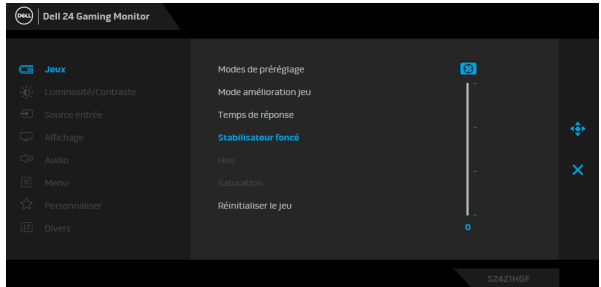 DELL Dell 24 Gaming Monitor
Jeux
Luminosité/Contraste
Source entrée
Affichage
Audio
Menu
Personnaliser
Divers
Modes de préréglage
Mode amélioration jeu
Temps de réponse
Stabilisateur foncé
Hue
Saturation
Réinitialiser le jeu
0
S2421HGF